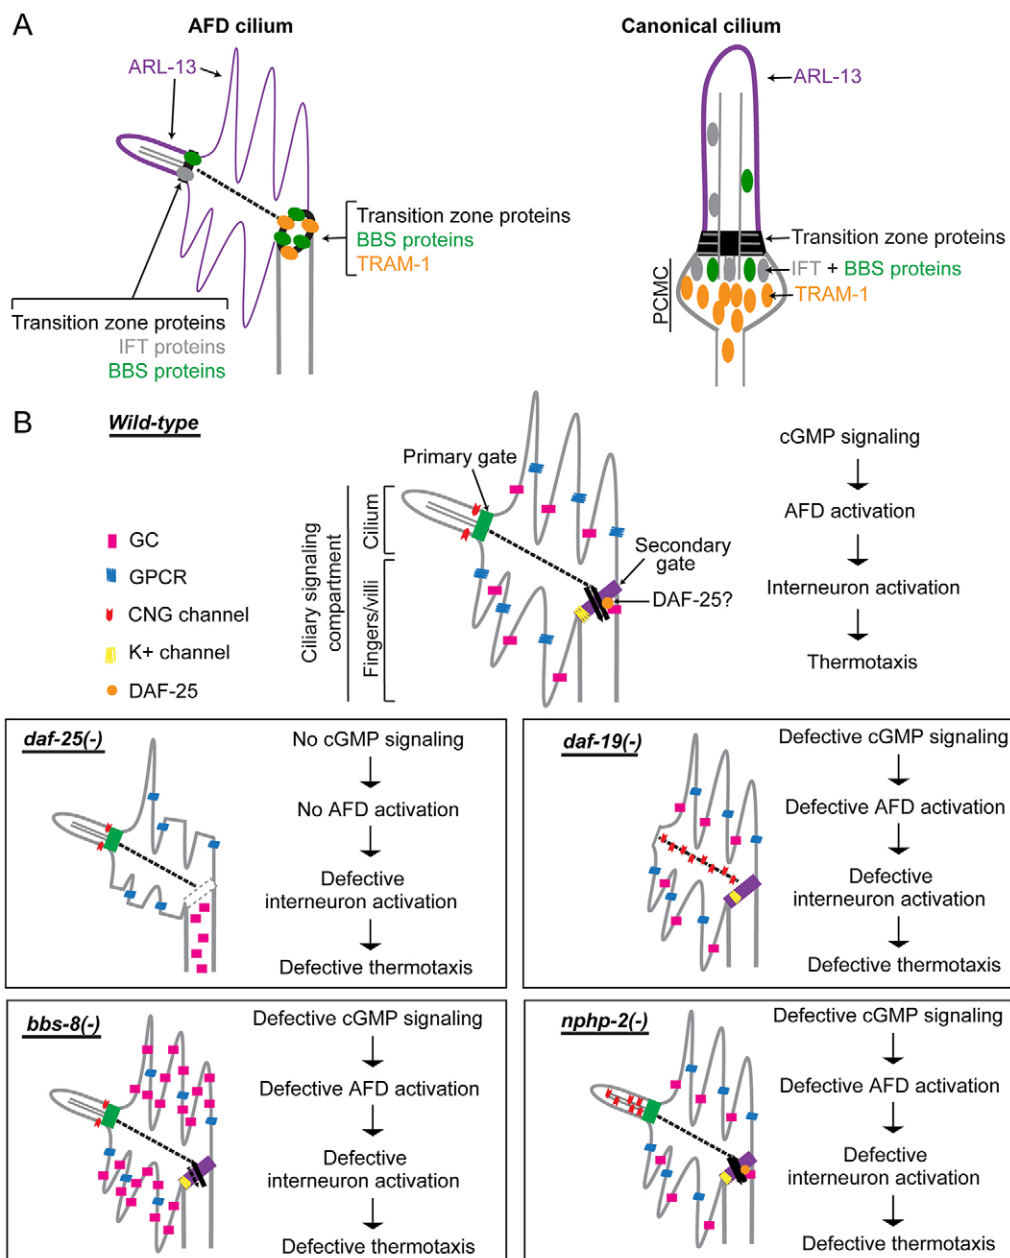 A
AFD cilium
Canonical cilium
ARL-13
ARL-13
Transition zone proteins
BBS proteins
TRAM-1
Transition zone proteins
IFT proteins
BBS proteins
Transition zone proteins
IFT + BBS proteins
TRAM-1
PCMC
B
Wild-type
GC
GPCR
CNG channel
K+ channel
DAF-25
Ciliary signaling
compartment
Cilium
Fingers/villi
Primary gate
Secondary
gate
DAF-25?
cGMP signaling
AFD activation
Interneuron activation
Thermotaxis
daf-25(-)
No cGMP signaling
No AFD activation
Defective
interneuron activation
Defective thermotaxis
daf-19(-)
Defective cGMP signaling
Defective AFD activation
Defective
interneuron activation
Defective thermotaxis
bbs-8(-)
Defective cGMP signaling
Defective AFD activation
Defective
interneuron activation
Defective thermotaxis
nphp-2(-)
Defective cGMP signaling
Defective AFD activation
Defective
interneuron activation
Defective thermotaxis